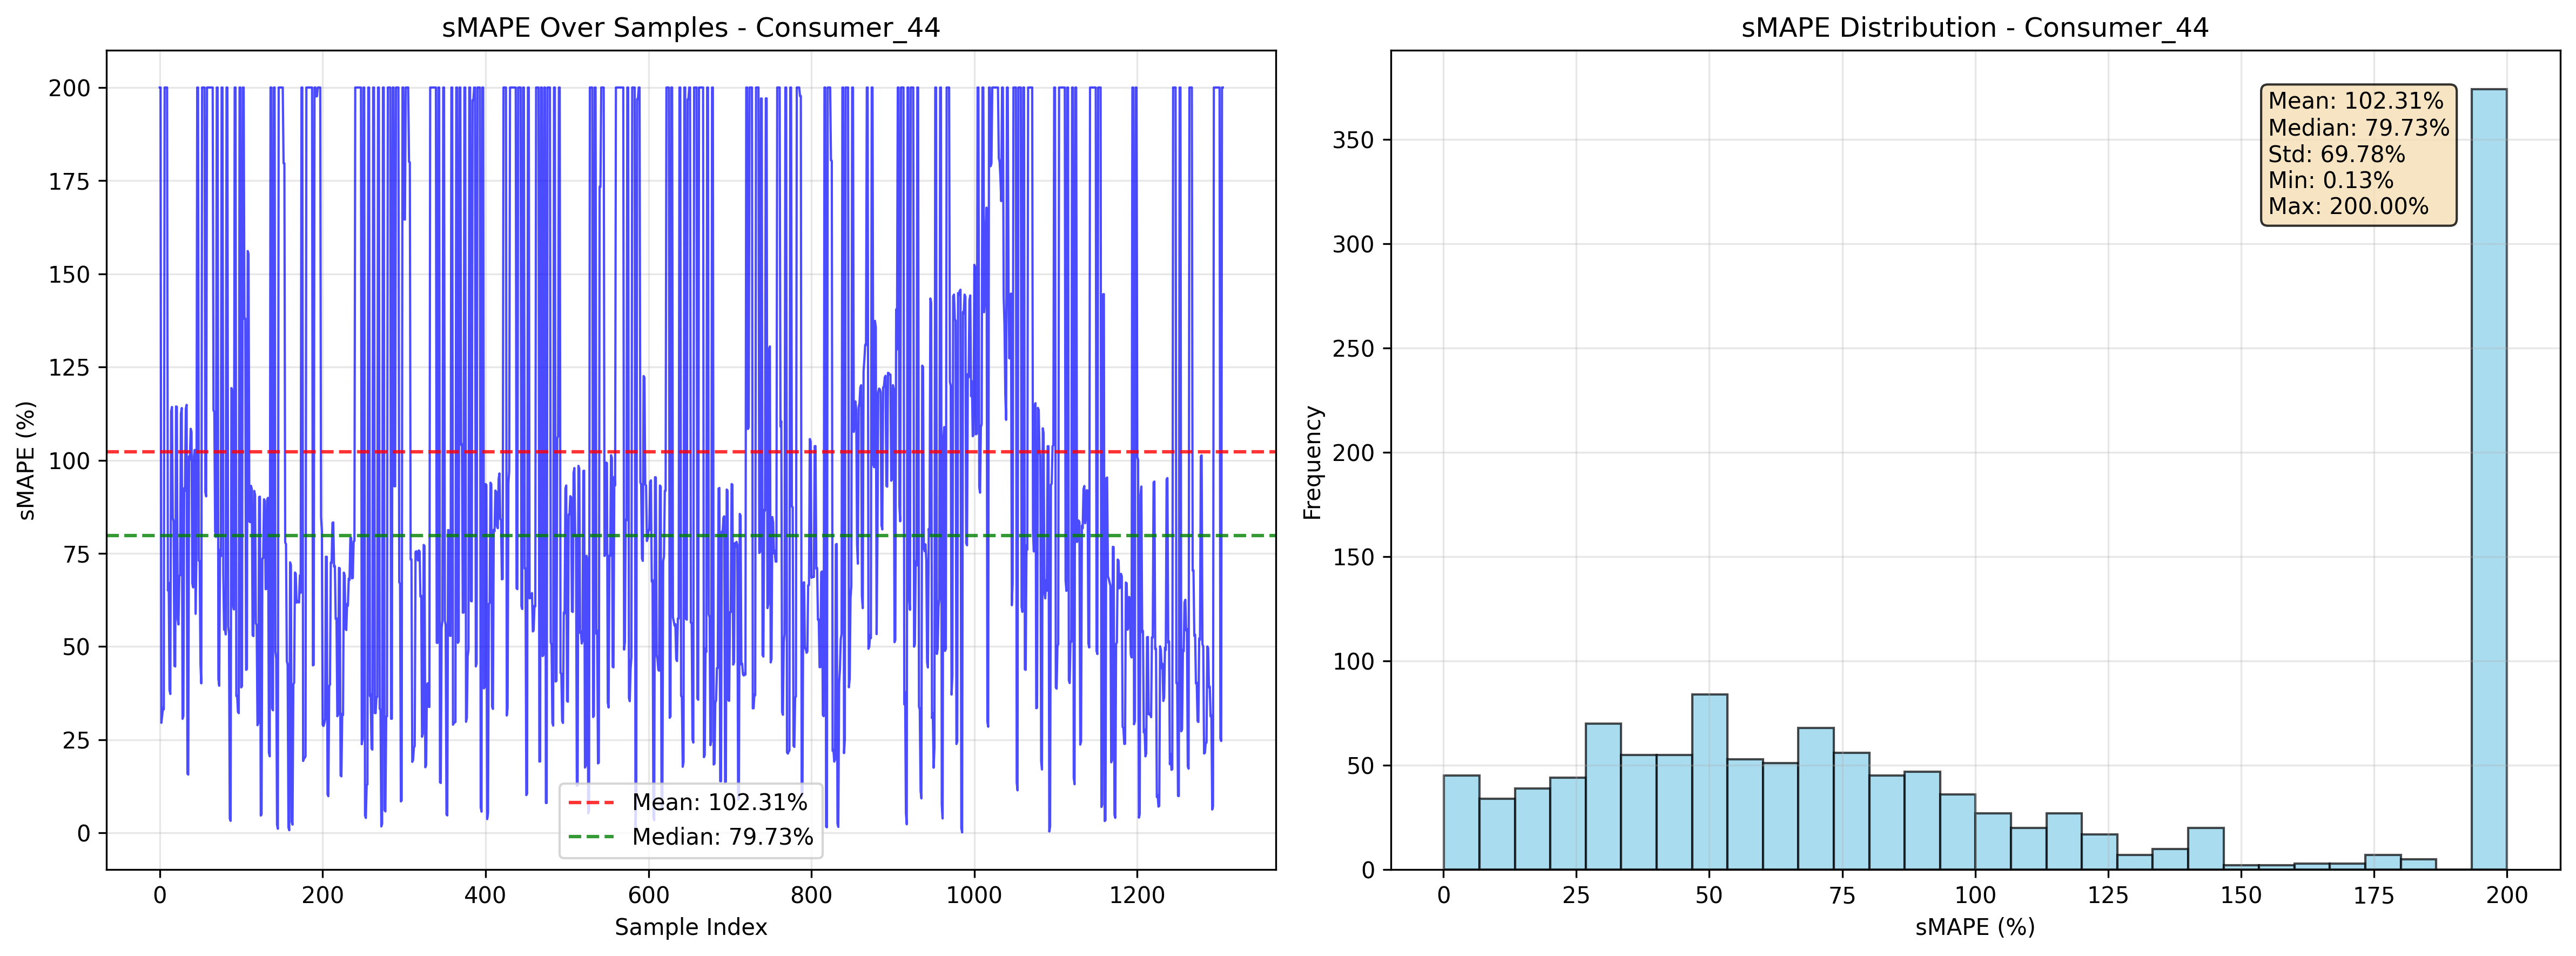 sMAPE Over Samples - Consumer_44
sMAPE (%)
200
175
150
125
100
75
50
25
0
Mean: 102.31%
Median: 79.73%
0 200 400 600 800 1000 1200
Sample Index
sMAPE Distribution - Consumer_44
Frequency
350
300
250
200
150
100
50
0
Mean: 102.31%
Median: 79.73%
Std: 69.78%
Min: 0.13%
Max: 200.00%
0 25 50 75 100 125 150 175 200
sMAPE (%)